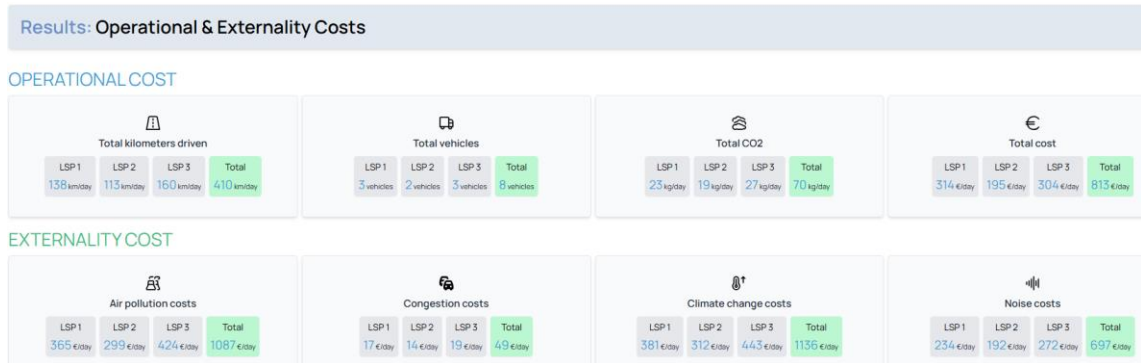 Results: Operational & Externality Costs
OPERATIONAL COST
Total kilometers driven
LSP 1 LSP 2 LSP 3 Total
138 km/day 113 km/day 160 km/day 410 km/day
Total vehicles
LSP 1 LSP 2 LSP 3 Total
3 vehicles 2 vehicles 3 vehicles 8 vehicles
Total CO2
LSP 1 LSP 2 LSP 3 Total
23 kg/day 19 kg/day 27 kg/day 70 kg/day
Total cost
LSP 1 LSP 2 LSP 3 Total
314 €/day 195 €/day 304 €/day 813 €/day
EXTERNALITY COST
Air pollution costs
LSP 1 LSP 2 LSP 3 Total
365 €/day 299 €/day 424 €/day 1087 €/day
Congestion costs
LSP 1 LSP 2 LSP 3 Total
17 €/day 14 €/day 19 €/day 49 €/day
Climate change costs
LSP 1 LSP 2 LSP 3 Total
381 €/day 312 €/day 443 €/day 1136 €/day
Noise costs
LSP 1 LSP 2 LSP 3 Total
234 €/day 192 €/day 272 €/day 697 €/day